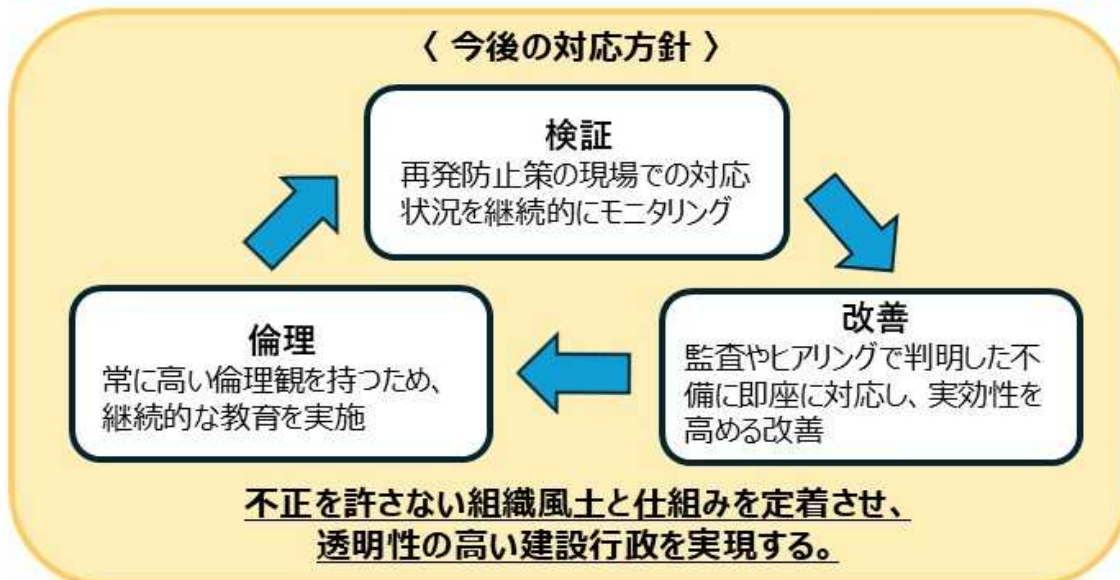 〈 今後の対応方針 〉
検証
再発防止策の現場での対応
状況を継続的にモニタリング
改善
監査やヒアリングで判明した不
備に即座に対応し、実効性を
高める改善
倫理
常に高い倫理観を持つため、
継続的な教育を実施
不正を許さない組織風土と仕組みを定着させ、
透明性の高い建設行政を実現する。